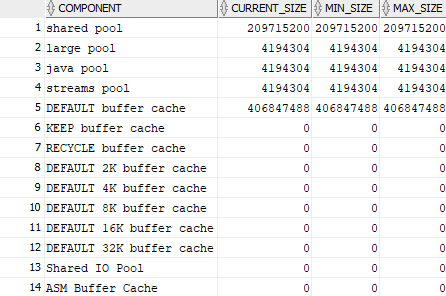 COMPONENT CURRENT_SIZE MIN_SIZE MAX_SIZE
1 shared pool 209715200 209715200 209715200
2 large pool 4194304 4194304 4194304
3 java pool 4194304 4194304 4194304
4 streams pool 4194304 4194304 4194304
5 DEFAULT buffer cache 406847488 406847488 406847488
6 KEEP buffer cache 0 0 0
7 RECYCLE buffer cache 0 0 0
8 DEFAULT 2K buffer cache 0 0 0
9 DEFAULT 4K buffer cache 0 0 0
10 DEFAULT 8K buffer cache 0 0 0
11 DEFAULT 16K buffer cache 0 0 0
12 DEFAULT 32K buffer cache 0 0 0
13 Shared IO Pool 0 0 0
14 ASM Buffer Cache 0 0 0